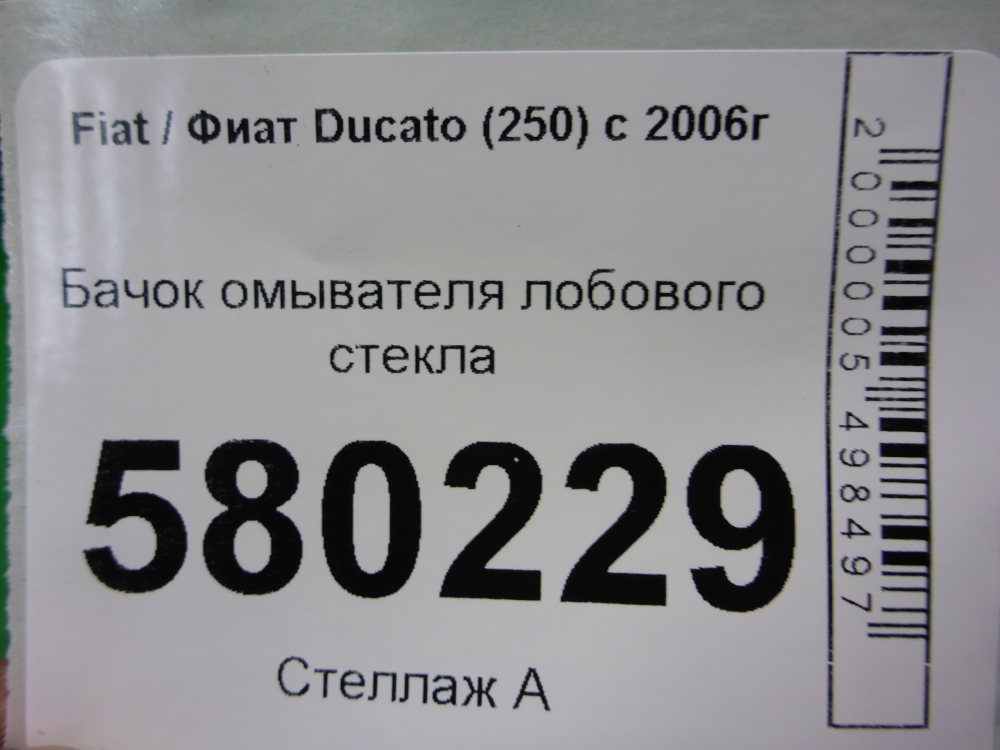 Fiat / Фиат Ducato (250) с 2006г
Бачок омывателя лобового
стекла
580229
Стеллаж А
2000005498497